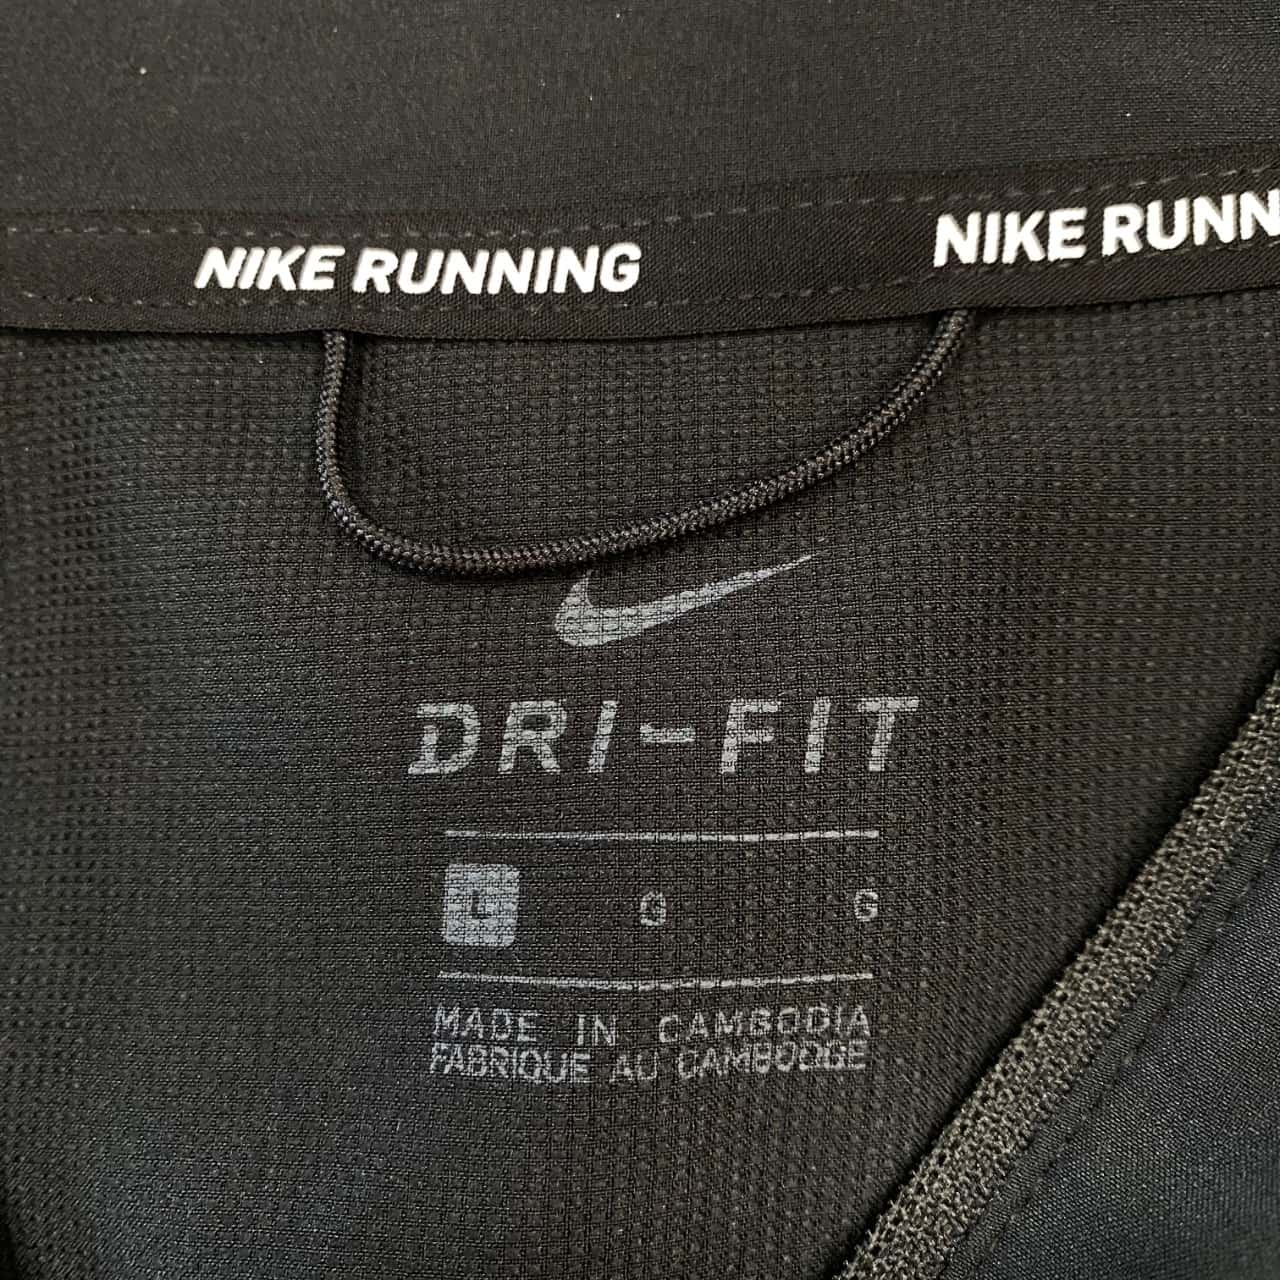 NIKE RUNNING NIKE RUNN
DRI-FIT
L G G
MADE IN CAMBODIA
FABRIQUE AU CAMBODGE